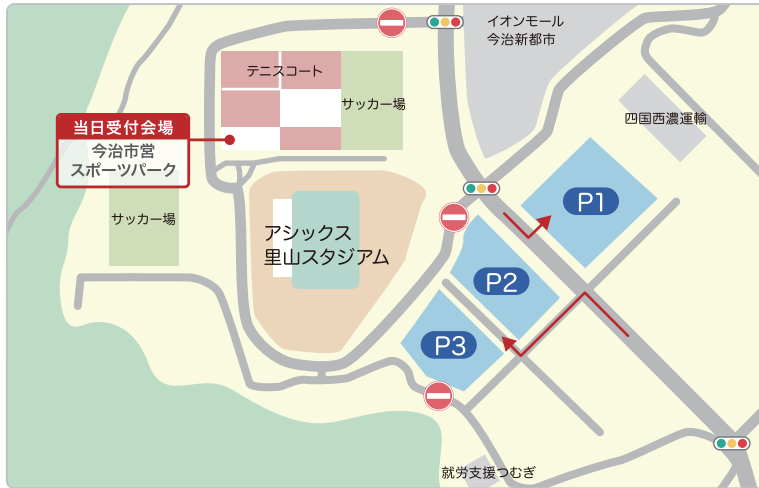 イオンモール
今治新都市
テニスコート
サッカー場
四国西濃運輸
当日受付会場
今治市営
スポーツパーク
サッカー場
アシックス
里山スタジアム
P1
P2
P3
就労支援つむぎ